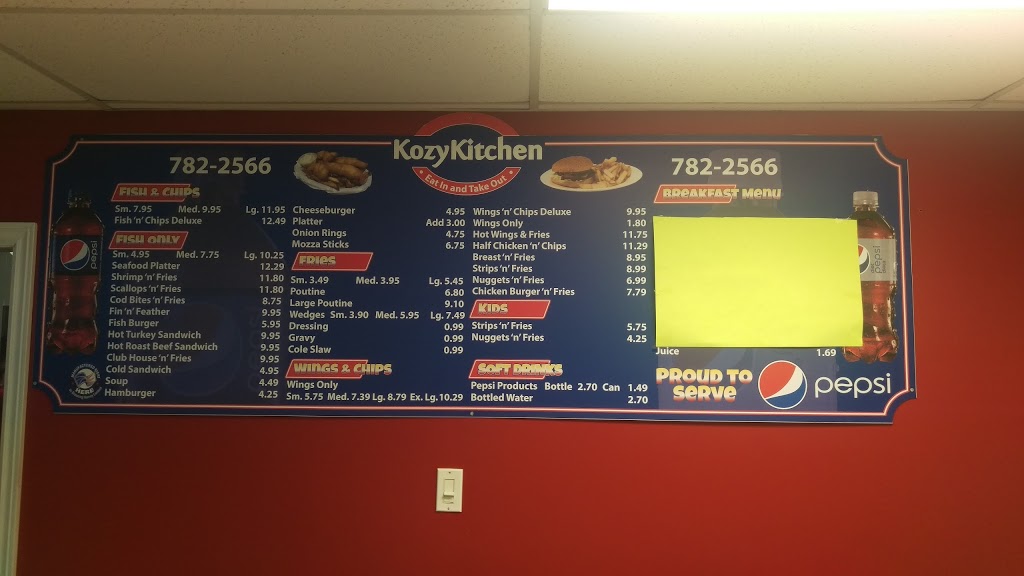 KozyKitchen
• Eat In and Take Out •
782-2566
782-2566
FISH & CHIPS
Sm. 7.95 Med. 9.95 Lg. 11.95
Fish 'n' Chips Deluxe 12.49
FISH ONLY
Sm. 4.95 Med. 7.75 Lg. 10.25
Seafood Platter 12.29
Shrimp 'n' Fries 11.80
Scallops 'n' Fries 11.80
Cod Bites 'n' Fries 8.75
Fin 'n' Feather 9.95
Fish Burger 5.95
Hot Turkey Sandwich 9.95
Hot Roast Beef Sandwich 9.95
Club House 'n' Fries 9.95
Cold Sandwich 4.95
Soup 4.49
Hamburger 4.25
Cheeseburger 4.95
Platter Add 3.00
Onion Rings 4.75
Mozza Sticks 6.75
FRIES
Sm. 3.49 Med. 3.95 Lg. 5.45
Poutine 6.80
Large Poutine 9.10
Wedges Sm. 3.90 Med. 5.95 Lg. 7.49
Dressing 0.99
Gravy 0.99
Cole Slaw 0.99
WINGS & CHIPS
Wings Only
Sm. 5.75 Med. 7.39 Lg. 8.79 Ex. Lg. 10.29
Wings 'n' Chips Deluxe 9.95
Wings Only 1.80
Hot Wings & Fries 11.75
Half Chicken 'n' Chips 11.29
Breast 'n' Fries 8.95
Strips 'n' Fries 8.99
Nuggets 'n' Fries 6.99
Chicken Burger 'n' Fries 7.79
KIDS
Strips 'n' Fries 5.75
Nuggets 'n' Fries 4.25
SOFT DRINKS
Pepsi Products Bottle 2.70 Can 1.49
Bottled Water 2.70
BREAKFAST MENU
Juice 1.69
PROUD TO
SERVE
pepsi
pepsi
diet
pepsi
HERE